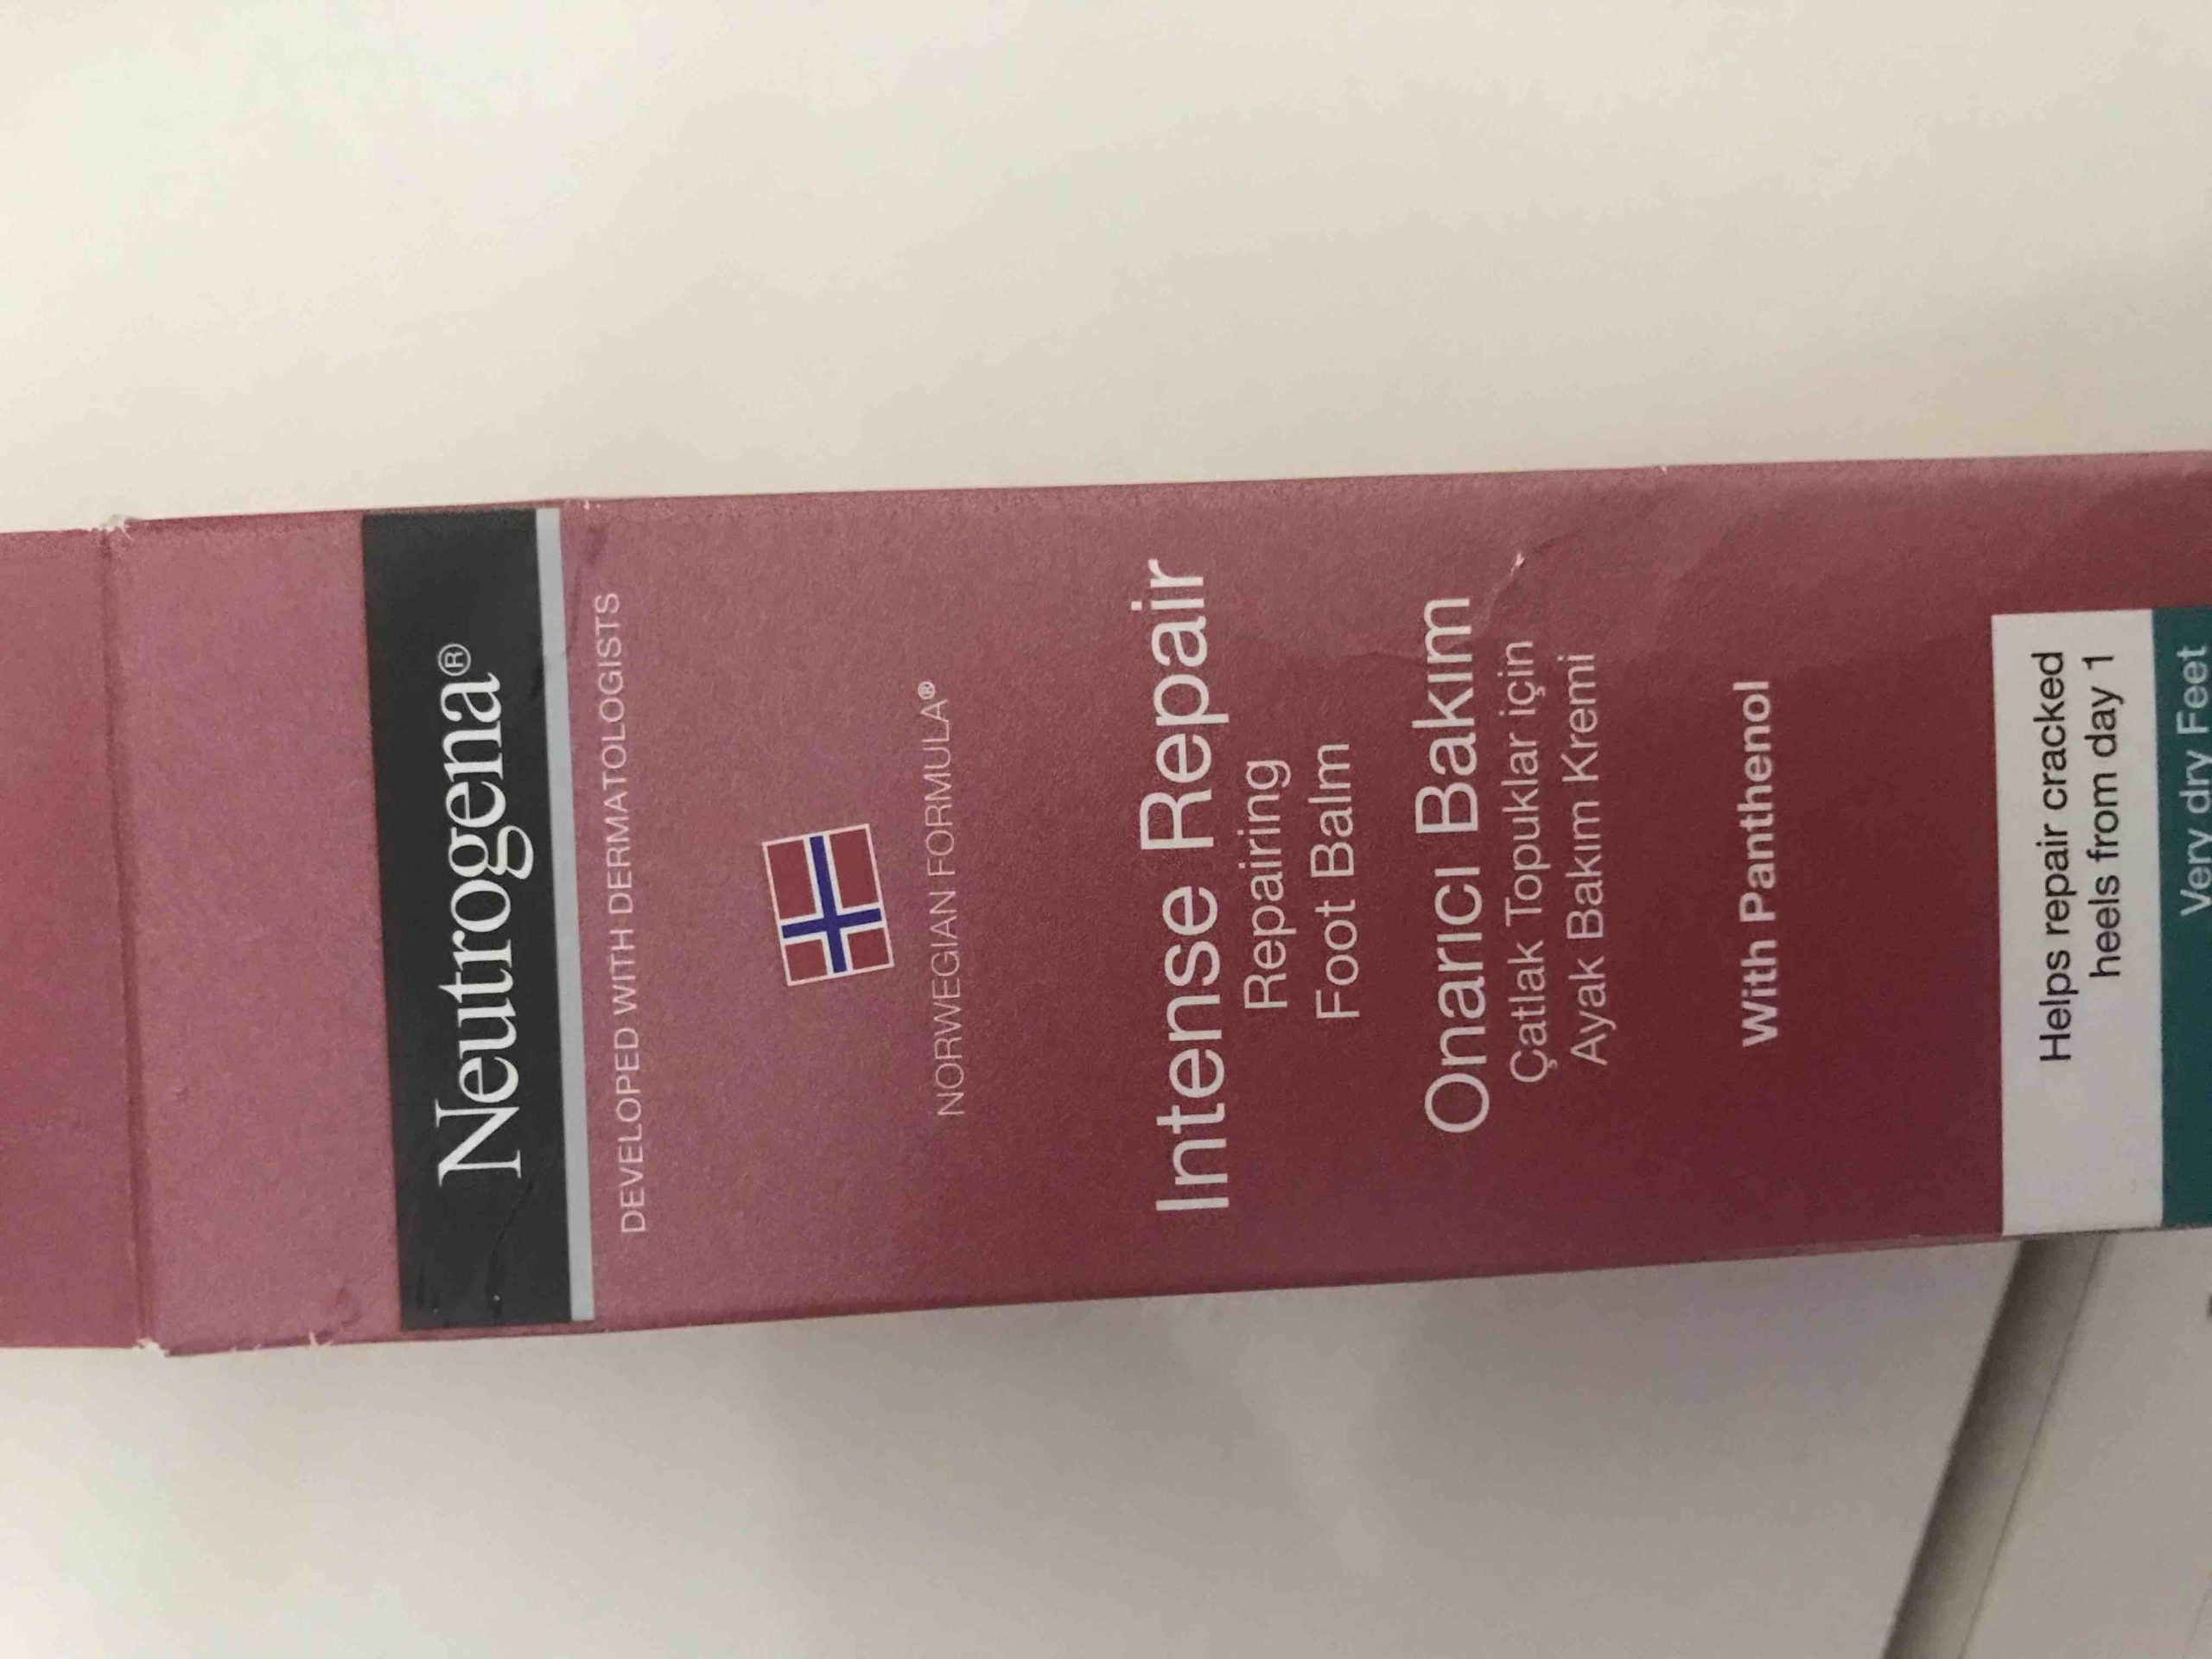 Neutrogena®
DEVELOPED WITH DERMATOLOGISTS
NORWEGIAN FORMULA®
Intense Repair
Repairing
Foot Balm
Onarıcı Bakım
Çatlak Topuklar için
Ayak Bakım Kremi
With Panthenol
Helps repair cracked
heels from day 1
Very dry Feet